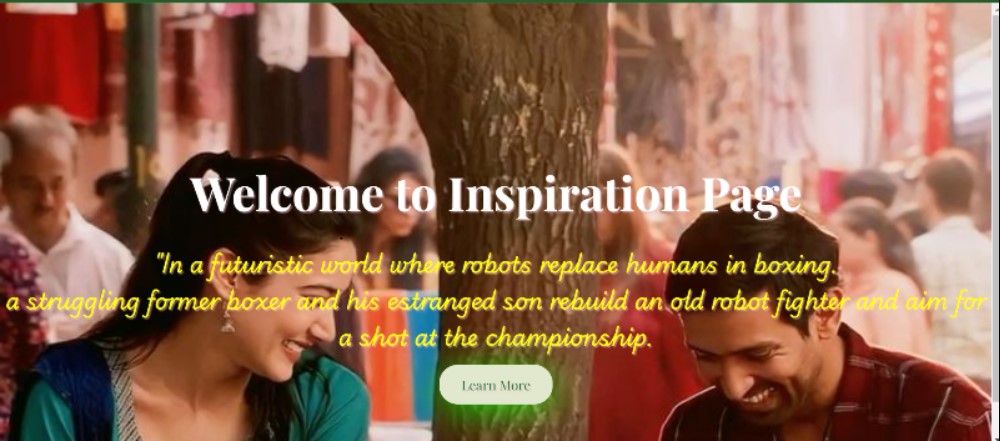 Welcome to Inspiration Page
"In a futuristic world where robots replace humans in boxing.
a struggling former boxer and his estranged son rebuild an old robot fighter and aim for
a shot at the championship.
Learn More